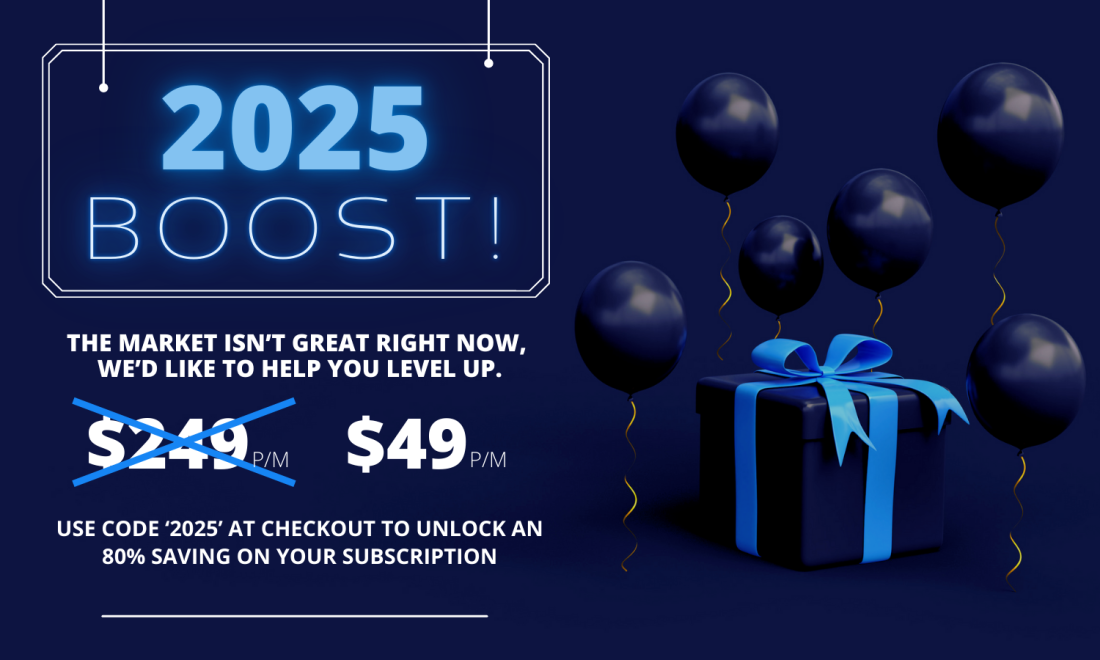 2025
BOOST!
THE MARKET ISN'T GREAT RIGHT NOW,
WE'D LIKE TO HELP YOU LEVEL UP.
$249 P/M $49 P/M
USE CODE ‘2025’ AT CHECKOUT TO UNLOCK AN
80% SAVING ON YOUR SUBSCRIPTION